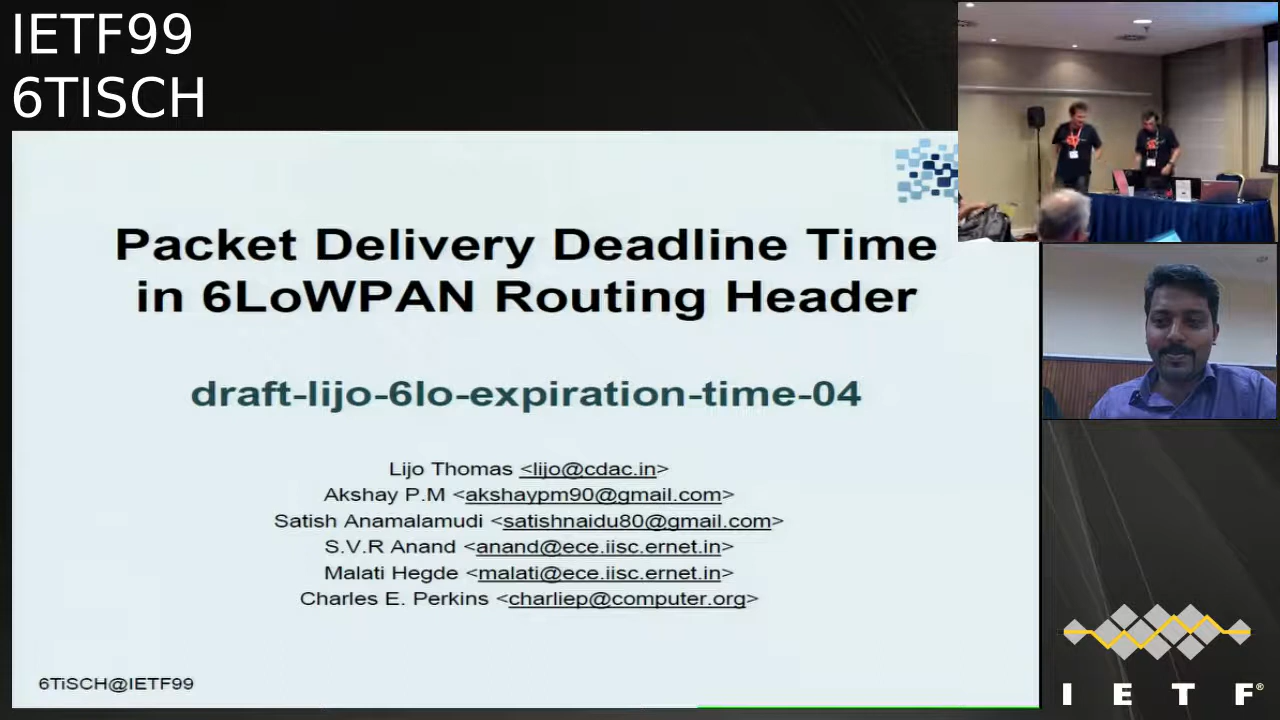 IETF99
6TISCH
Packet Delivery Deadline Time
in 6LoWPAN Routing Header
draft-lijo-6lo-expiration-time-04
Lijo Thomas <lijo@cdac.in>
Akshay P.M <akshaypm90@gmail.com>
Satish Anamalamudi <satishnaidu80@gmail.com>
S.V.R Anand <anand@ece.iisc.ernet.in>
Malati Hegde <malati@ece.iisc.ernet.in>
Charles E. Perkins <charliep@computer.org>
6TiSCH@IETF99
I E T F®